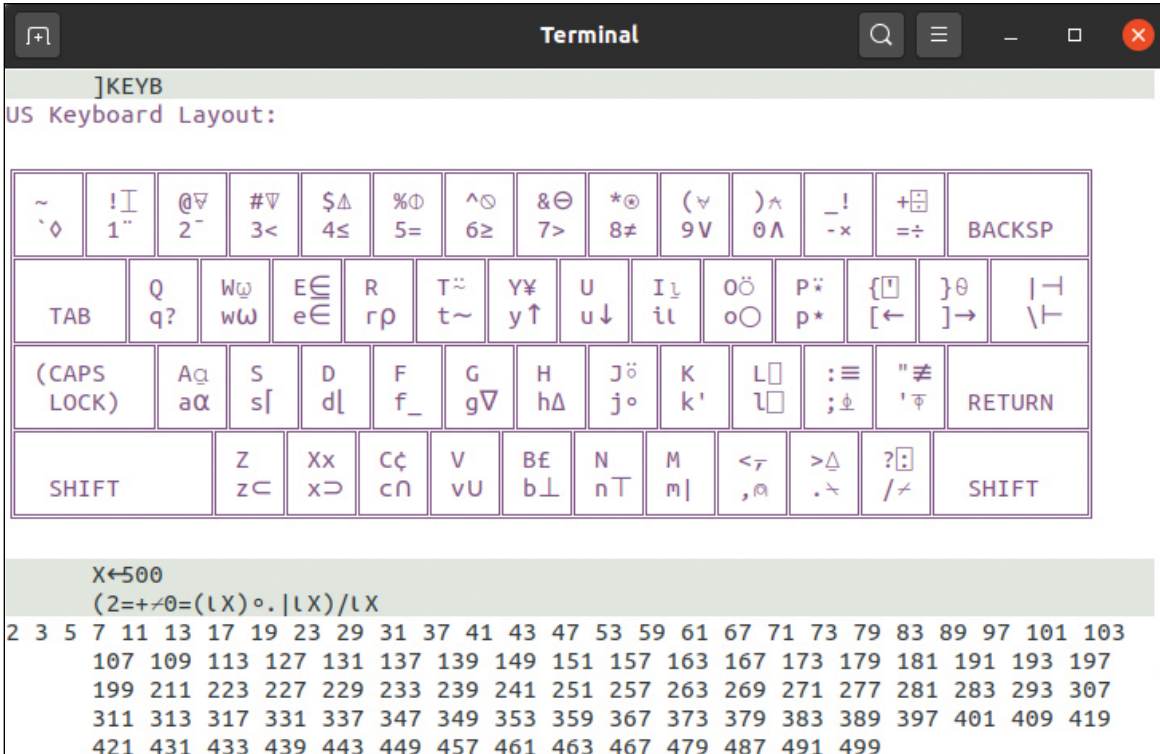 Terminal
]KEYB
US Keyboard Layout:
~ !⌶ @⍫ #⍒ $⍋ %⌽ ^⍉ &⊖ *⍟ (⍱ )⍲ _! +⌹
`◊ 1¨ 2¯ 3< 4≤ 5= 6≥ 7> 8≠ 9∨ 0∧ -× =÷ BACKSP
Q W⍹ E⋸ R T⍨ Y¥ U I⍸ O⍥ P⍣ {⍞ }⍬ |⊣
TAB q? w⍵ e∈ r⍴ t∼ y↑ u↓ i⍳ o○ p⋆ [← ]→ \⊢
(CAPS A⍶ S D F G H J⍤ K L⌷ :≡ "≢
LOCK) a⍺ s⌈ d⌊ f_ g∇ h∆ j∘ k' l⎕ ;⍎ '⍕ RETURN
Z Xχ C¢ V B£ N M <⍪ >⍙ ?⍠
SHIFT z⊂ x⊃ c∩ v∪ b⊥ n⊤ m| ,⍝ .⍀ /⌿ SHIFT
X←500
(2=+⌿0=(⍳X)∘.|⍳X)/⍳X
2 3 5 7 11 13 17 19 23 29 31 37 41 43 47 53 59 61 67 71 73 79 83 89 97 101 103
107 109 113 127 131 137 139 149 151 157 163 167 173 179 181 191 193 197
199 211 223 227 229 233 239 241 251 257 263 269 271 277 281 283 293 307
311 313 317 331 337 347 349 353 359 367 373 379 383 389 397 401 409 419
421 431 433 439 443 449 457 461 463 467 479 487 491 499